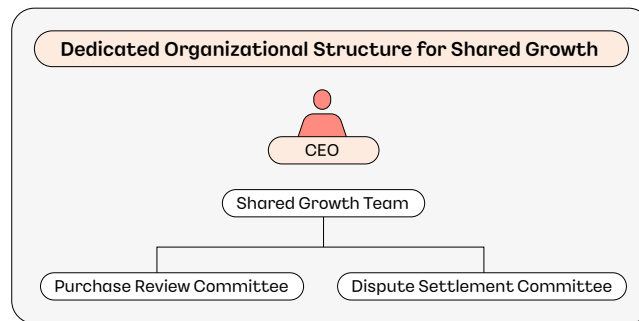 Dedicated Organizational Structure for Shared Growth
CEO
Shared Growth Team
Purchase Review Committee
Dispute Settlement Committee